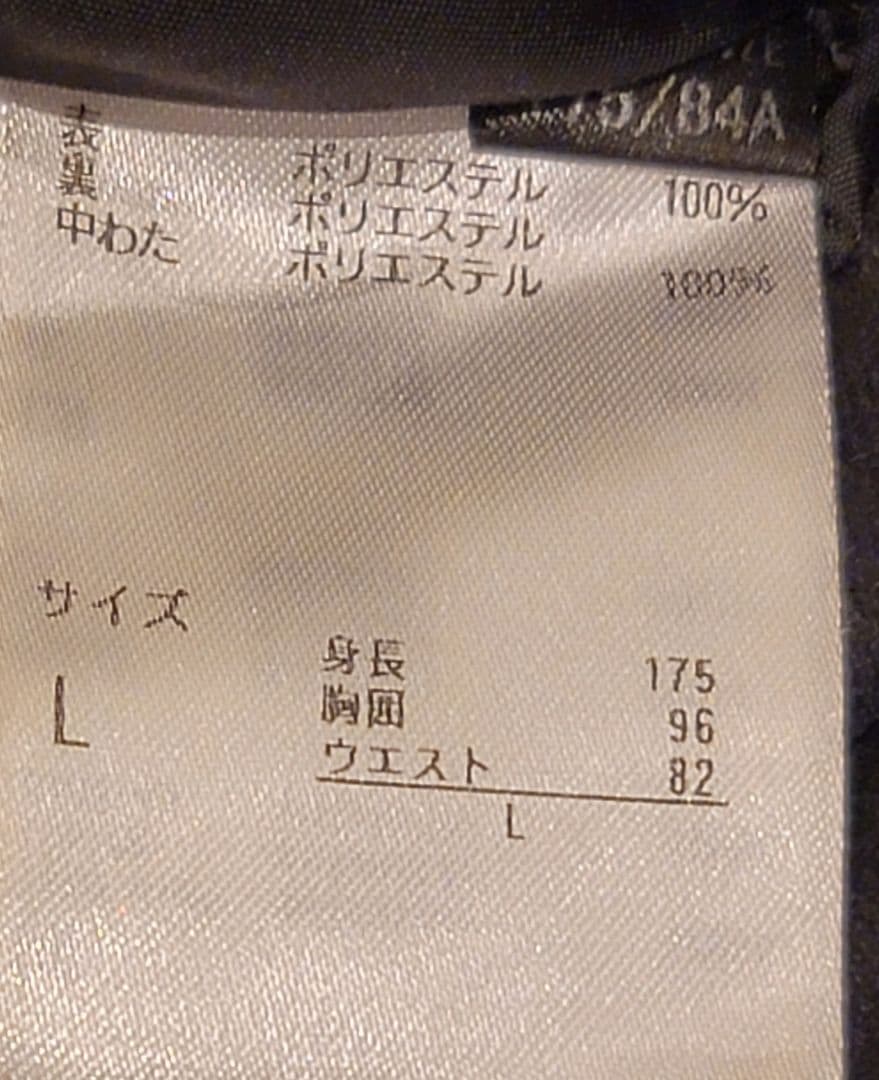 5/84A
表 ポリエステル 100%
裏 ポリエステル
中わた ポリエステル 100%
サイズ
L
身長 175
胸囲 96
ウエスト 82
L